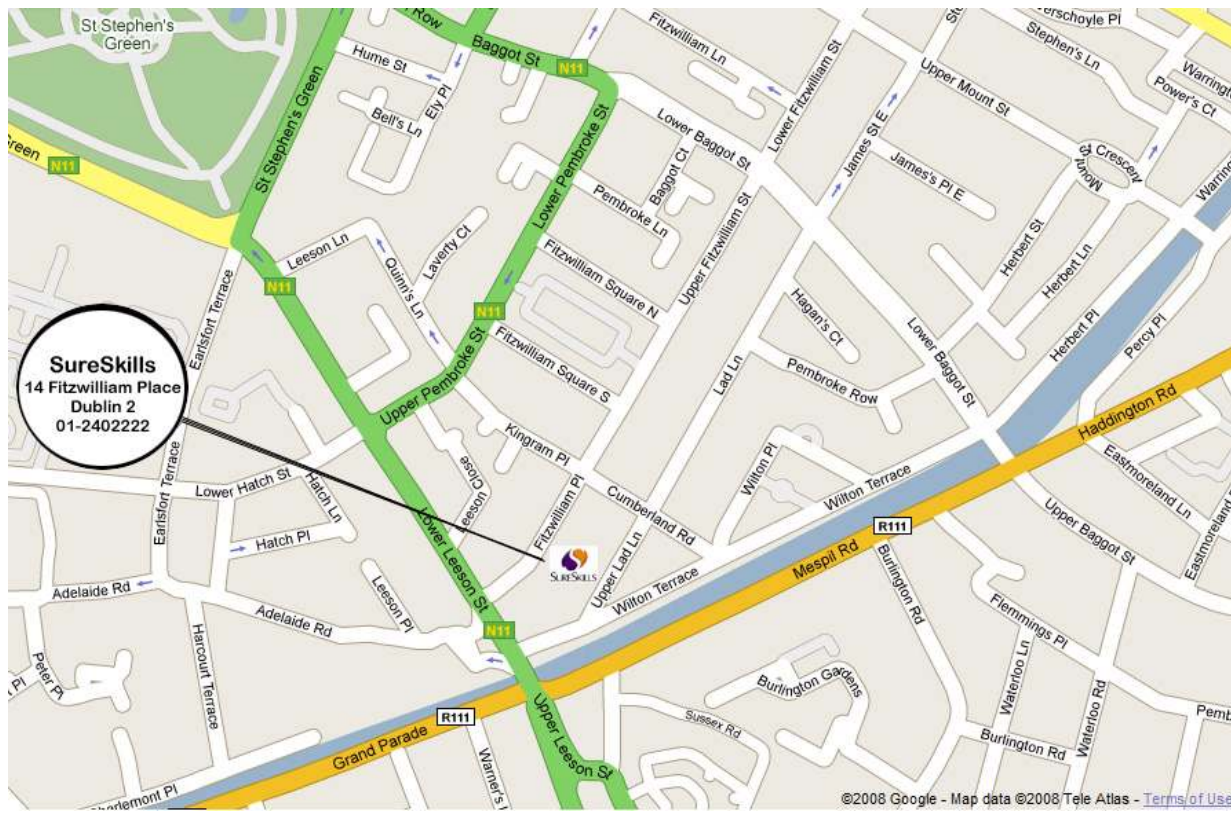 St Stephen's
Green
Row
Baggot St
N11
Hume St
Ely Pl
Bell's Ln
St Stephen's Green
Green
N11
Fitzwilliam Ln
Lower Fitzwilliam St
Verschoyle Pl
Stephen's Ln
Upper Mount St
Power's Ct
Lower Baggot St
Baggot Ct
James St E
James's Pl E
Mount
Crescent
Lower Pembroke St
Pembroke Ln
Upper Fitzwilliam St
Herbert St
Herbert Ln
Leeson Ln
Quinn's Ln
Laverty Ct
Fitzwilliam Square N
N11
N11
Hagan's Ct
Herbert Pl
Percy Pl
Earlsfort Terrace
SureSkills
14 Fitzwilliam Place
Dublin 2
01-2402222
Upper Pembroke St
Fitzwilliam Square S
Lad Ln
Pembroke Row
Lower Baggot St
Haddington Rd
Kingram Pl
Wilton Pl
Wilton Terrace
Eastmoreland Ln
Eastmoreland
Earlsfort Terrace
Lower Hatch St
Hatch Ln
Leeson Close
Fitzwilliam Pl
Cumberland Rd
R111
Upper Baggot St
Hatch Pl
Lower Leeson St
SURESKILLS
Upper Lad Ln
Mespil Rd
Adelaide Rd
Adelaide Rd
Leeson Pl
Wilton Terrace
Burlington Rd
Flemmings Pl
N11
Peter Pl
Pl
Harcourt Terrace
Burlington Gardens
Waterloo Ln
Waterloo Rd
R111
Grand Parade
Upper Leeson St
Sussex Rd
Burlington Rd
Pemb
Warner's
Charlemont Pl
©2008 Google - Map data ©2008 Tele Atlas - Terms of Use